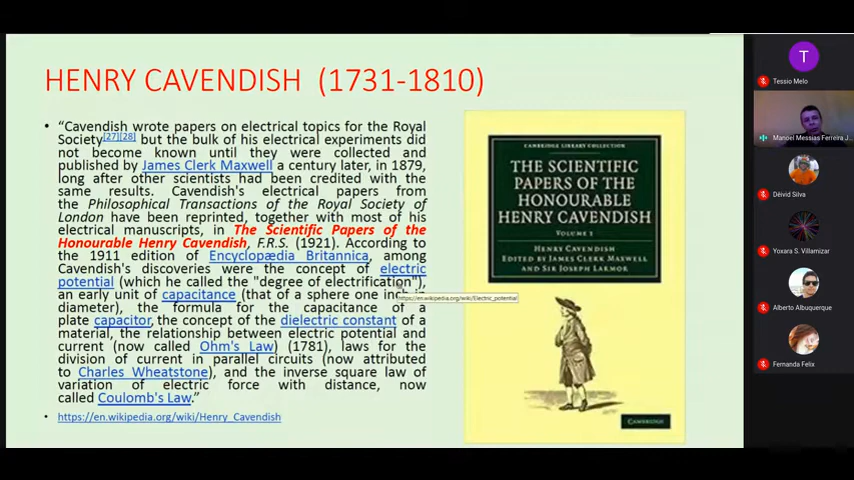 HENRY CAVENDISH (1731-1810)
• “Cavendish wrote papers on electrical topics for the Royal
Society[27][28] but the bulk of his electrical experiments did
not become known until they were collected and
published by James Clerk Maxwell a century later, in 1879,
long after other scientists had been credited with the
same results. Cavendish's electrical papers from
the Philosophical Transactions of the Royal Society of
London have been reprinted, together with most of his
electrical manuscripts, in The Scientific Papers of the
Honourable Henry Cavendish, F.R.S. (1921). According to
the 1911 edition of Encyclopædia Britannica, among
Cavendish's discoveries were the concept of electric
potential (which he called the "degree of electrification"),
an early unit of capacitance (that of a sphere one inch in
https://en.wikipedia.org/wiki/Electric_potential
diameter), the formula for the capacitance of a
plate capacitor, the concept of the dielectric constant of a
material, the relationship between electric potential and
current (now called Ohm's Law) (1781), laws for the
division of current in parallel circuits (now attributed
to Charles Wheatstone), and the inverse square law of
variation of electric force with distance, now
called Coulomb's Law.”
• https://en.wikipedia.org/wiki/Henry_Cavendish
CAMBRIDGE LIBRARY COLLECTION
THE SCIENTIFIC
PAPERS OF THE
HONOURABLE
HENRY CAVENDISH
VOLUME 1
HENRY CAVENDISH
EDITED BY JAMES CLERK MAXWELL
AND SIR JOSEPH LARMOR
CAMBRIDGE
T
Tessio Melo
Manoel Messias Ferreira J...
Déivid Silva
Yoxara S. Villamizar
Alberto Albuquerque
Fernanda Felix